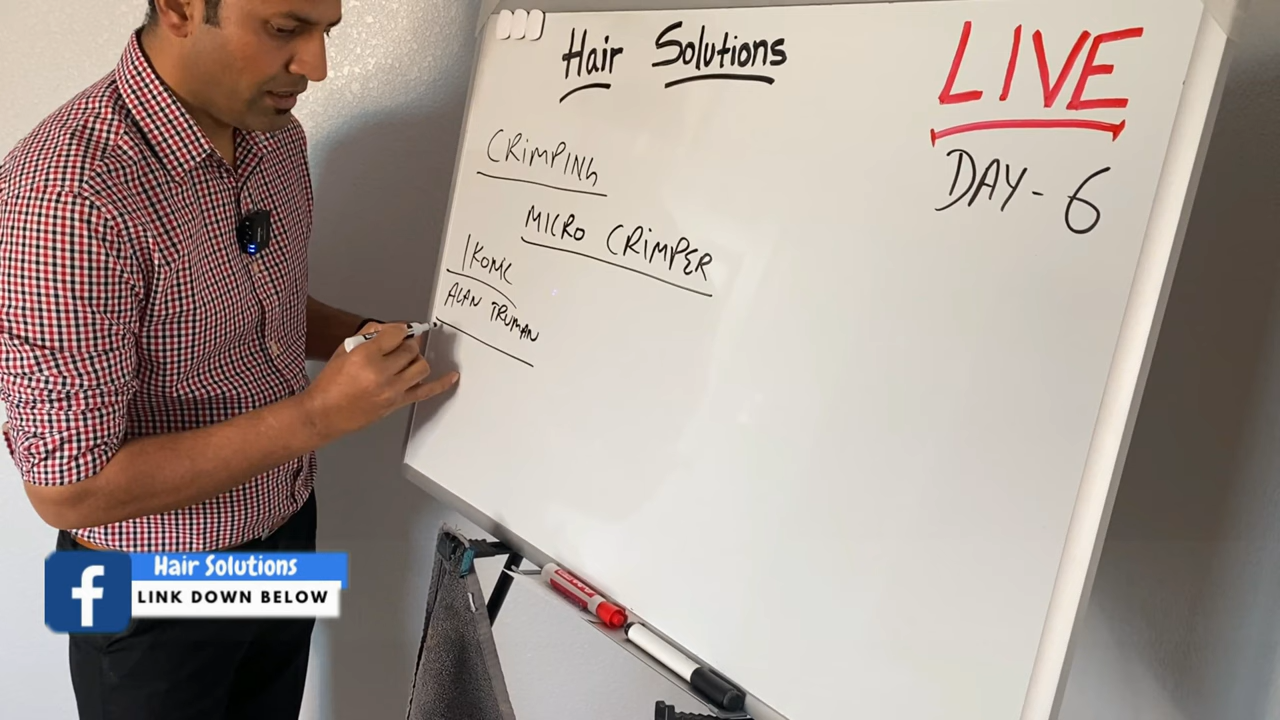 Hair Solutions
LIVE
DAY-6
CRiMPING
MICRO CRiMPER
IKONIC
ALAN TRUMAN
f
Hair Solutions
LINK DOWN BELOW